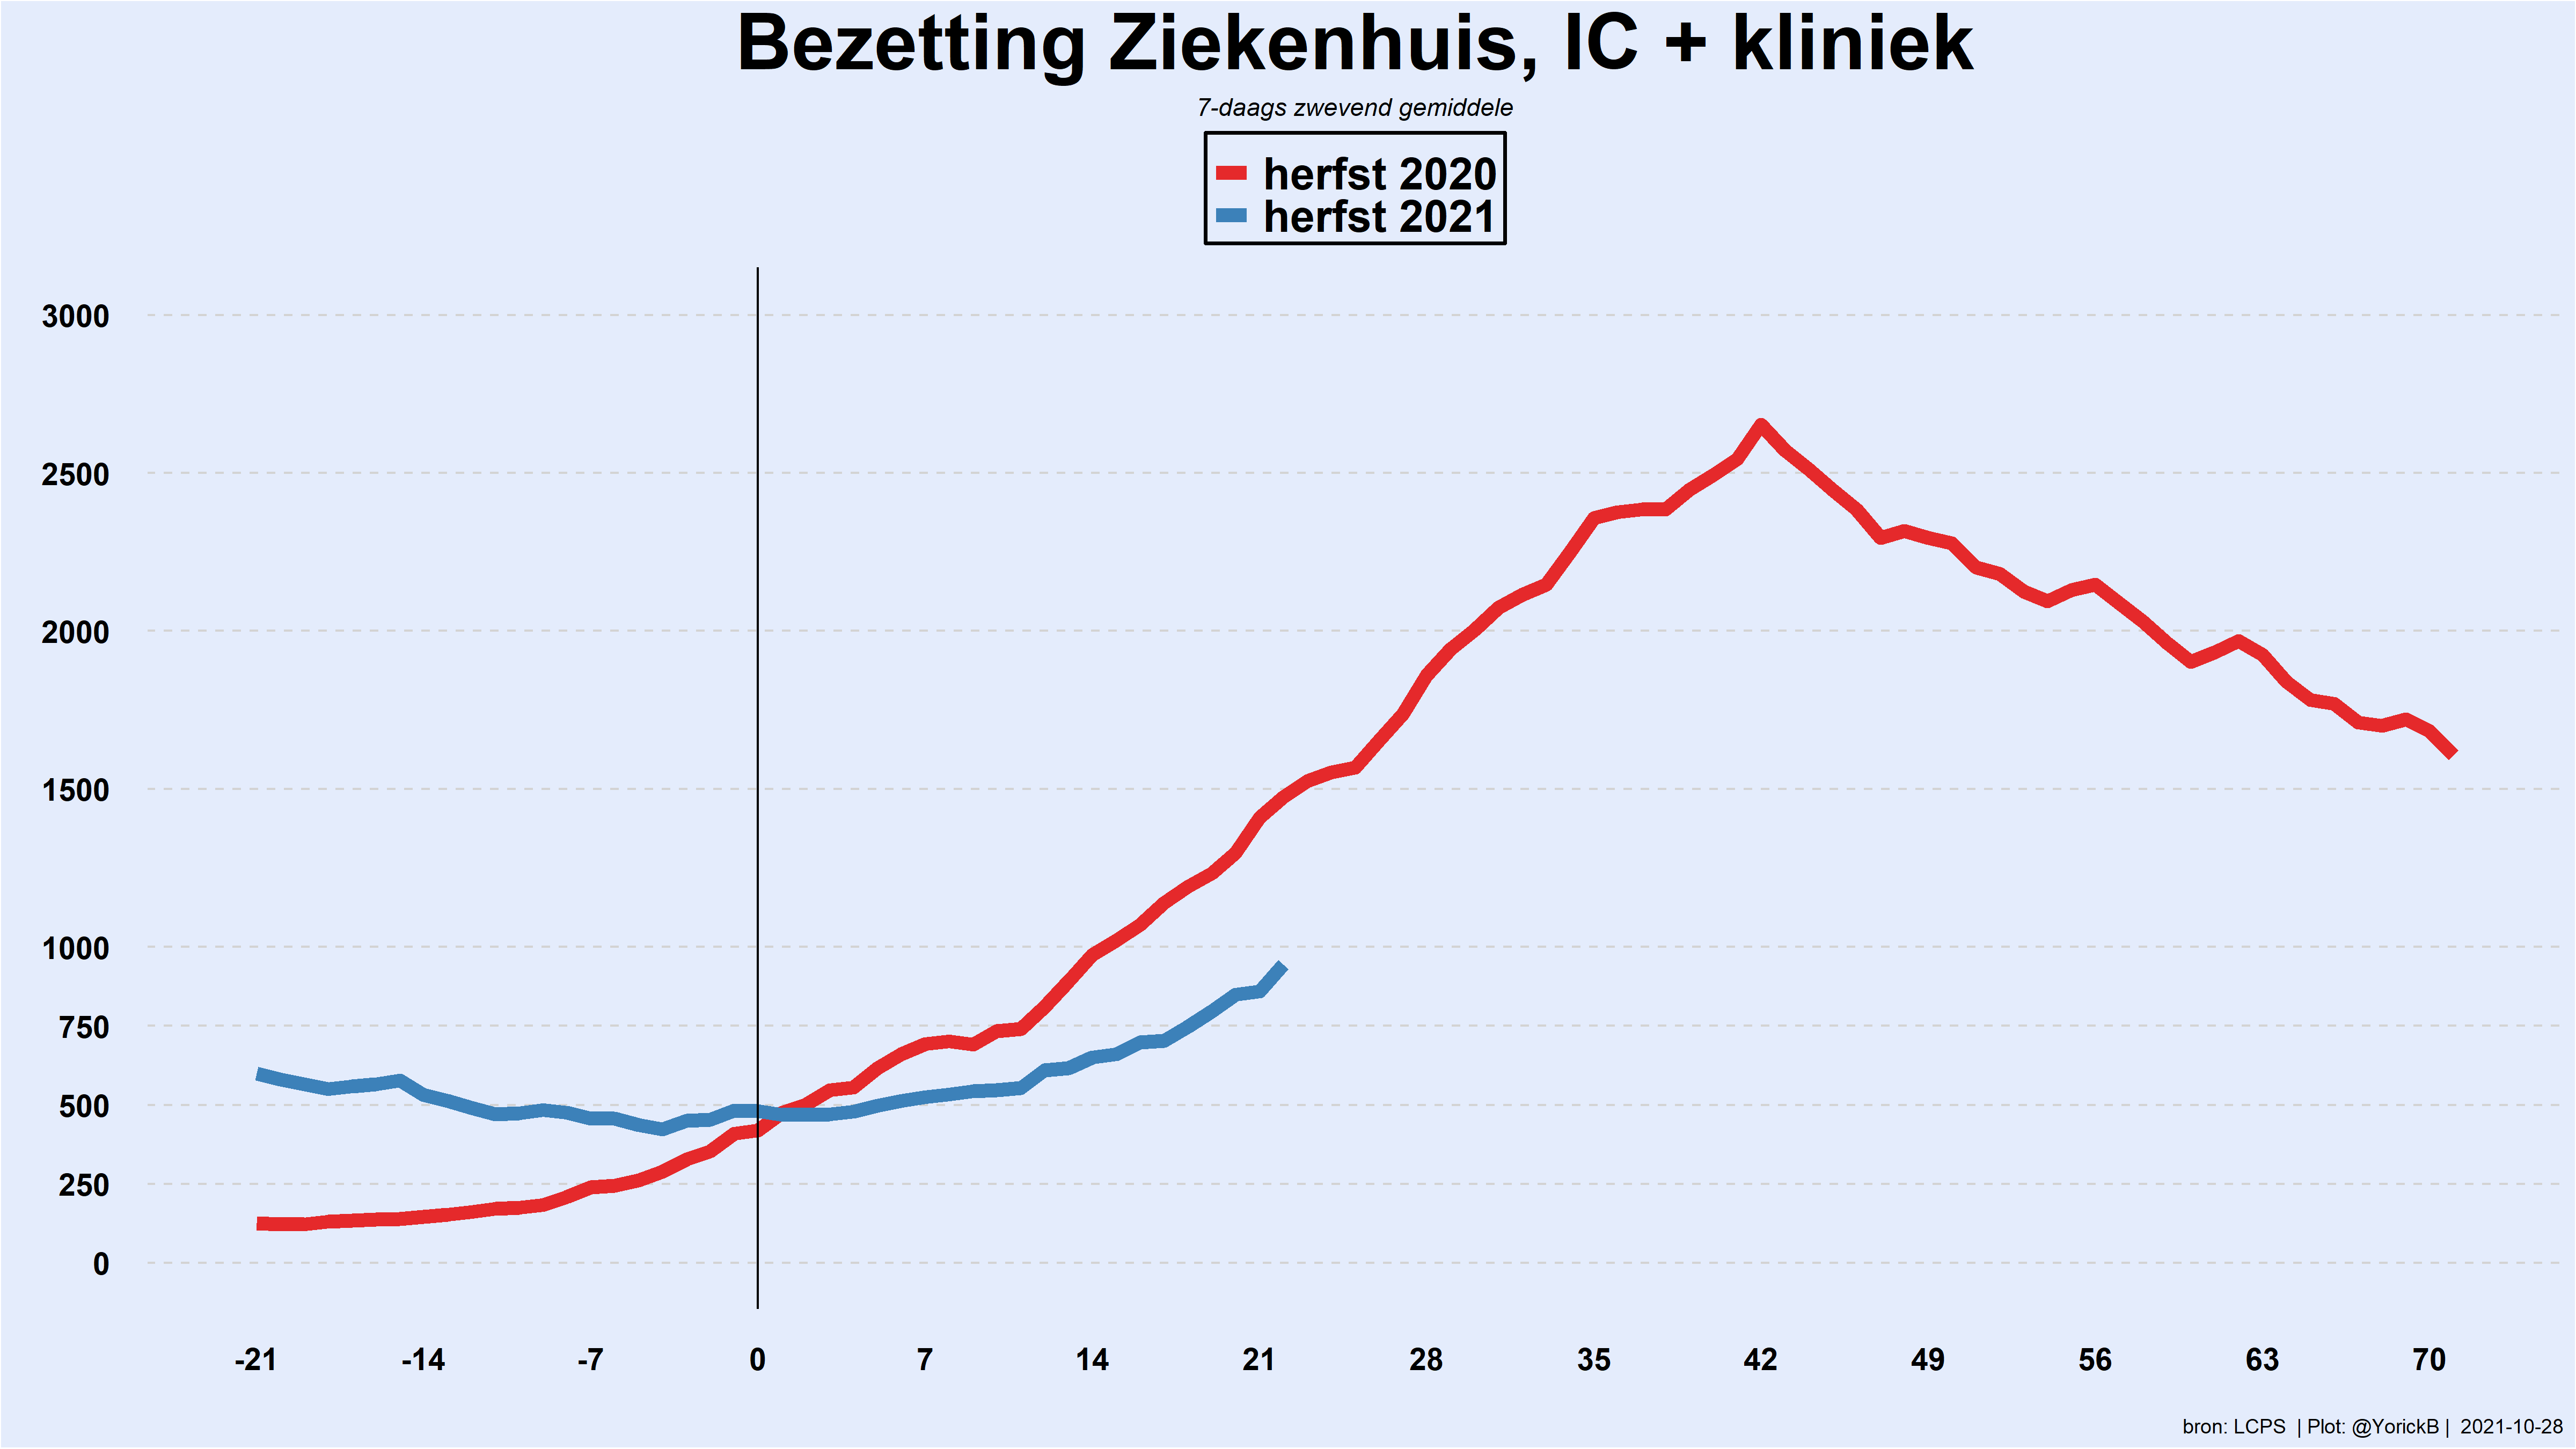 Bezetting Ziekenhuis, IC + kliniek
7-daags zwevend gemiddele
herfst 2020
herfst 2021
3000
2500
2000
1500
1000
750
500
250
0
-21 -14 -7 0 7 14 21 28 35 42 49 56 63 70
bron: LCPS | Plot: @YorickB | 2021-10-28